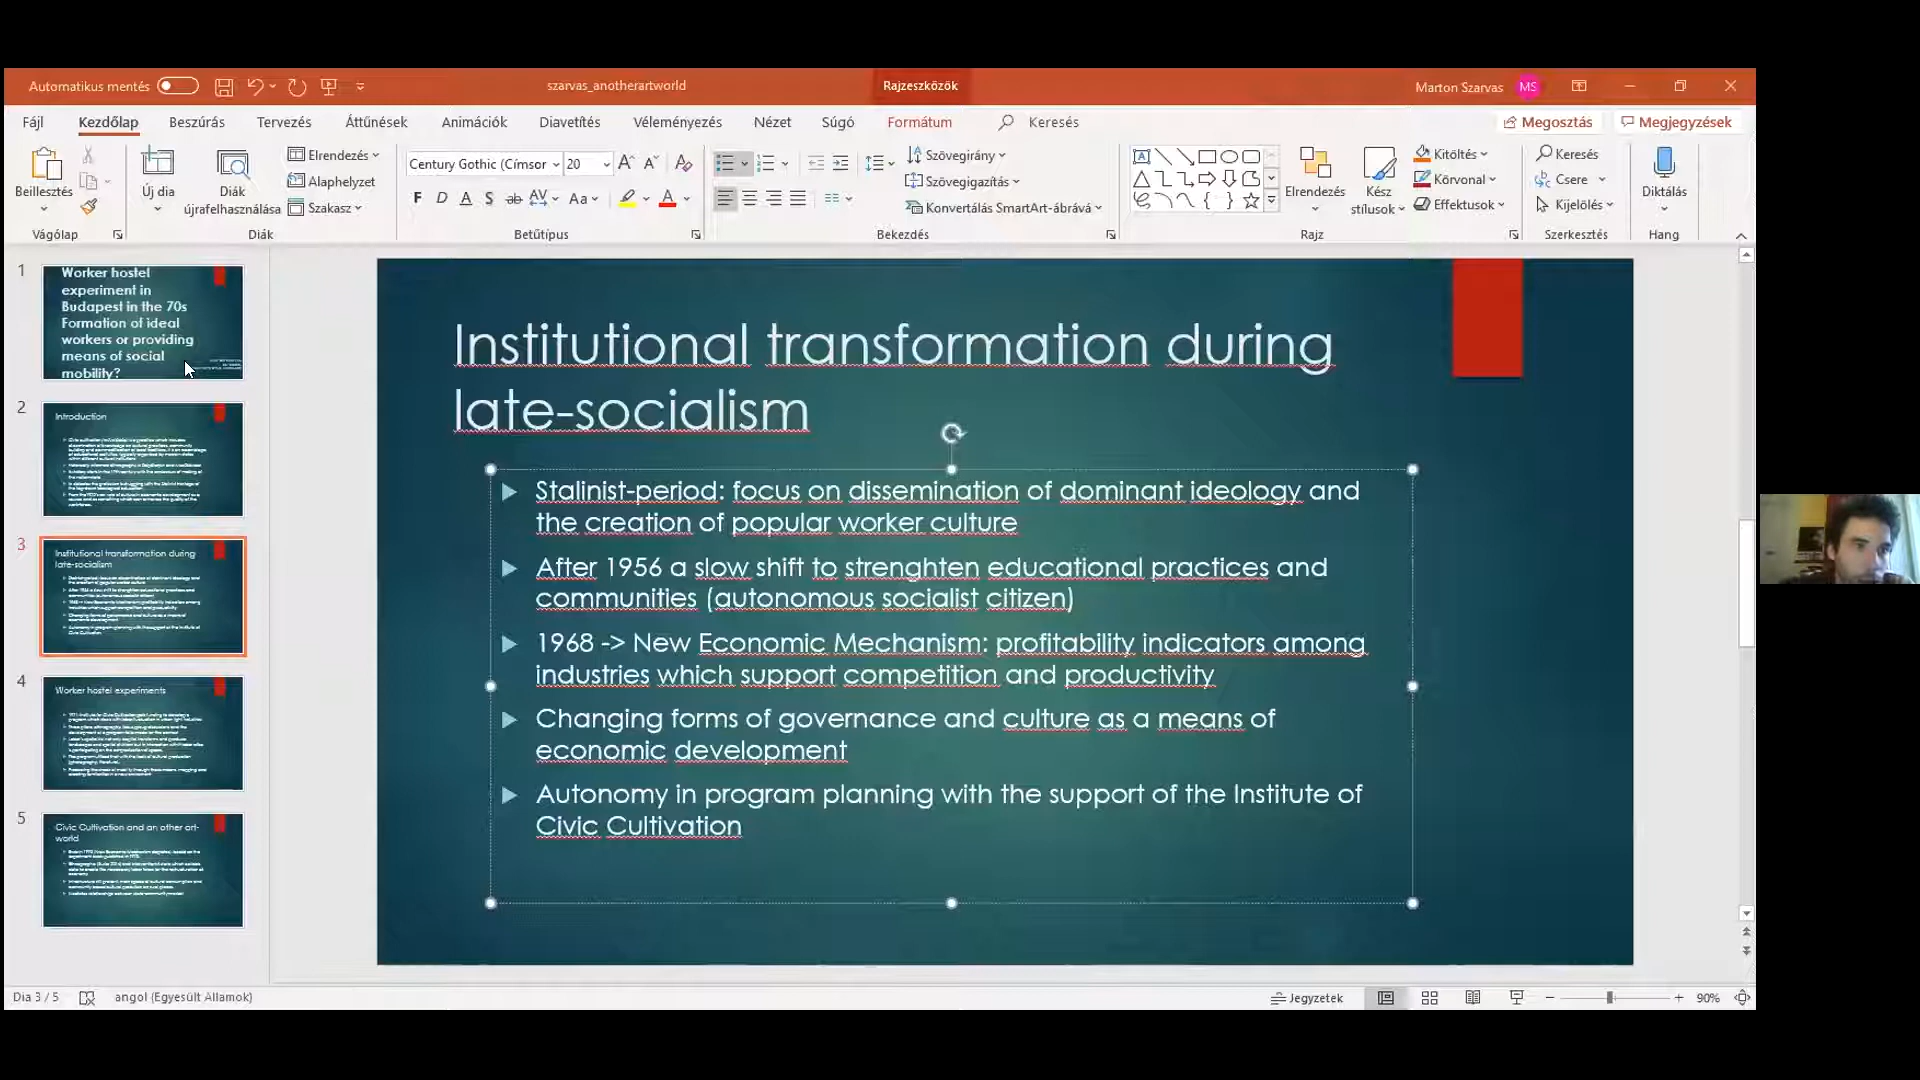 Automatikus mentés
szarvas_anotherartworld
Rajzeszközök
Marton Szarvas
MS
Fájl
Kezdőlap
Beszúrás
Tervezés
Áttűnések
Animációk
Diavetítés
Véleményezés
Nézet
Súgó
Formátum
Keresés
Megosztás
Megjegyzések
Beillesztés
Új dia
Diák
újrafelhasználása
Elrendezés
Alaphelyzet
Szakasz
Century Gothic (Címsor
20
F D A S ab AV Aa A
Szövegirány
Szövegigazítás
Konvertálás SmartArt-ábrává
Elrendezés
Kész
stílusok
Kitöltés
Körvonal
Effektusok
Keresés
Csere
Kijelölés
Diktálás
Vágólap
Diák
Betűtípus
Bekezdés
Rajz
Szerkesztés
Hang
1
Worker hostel
experiment in
Budapest in the 70s
Formation of ideal
workers or providing
means of social
mobility?
2
Introduction
3
Institutional transformation during
late-socialism
4
Worker hostel experiments
5
Civic Cultivation and an other art-
world
Institutional transformation during
late-socialism
Stalinist-period: focus on dissemination of dominant ideology and
the creation of popular worker culture
After 1956 a slow shift to strenghten educational practices and
communities (autonomous socialist citizen)
1968 -> New Economic Mechanism: profitability indicators among
industries which support competition and productivity
Changing forms of governance and culture as a means of
economic development
Autonomy in program planning with the support of the Institute of
Civic Cultivation
Dia 3 / 5
angol (Egyesült Államok)
Jegyzetek
90%